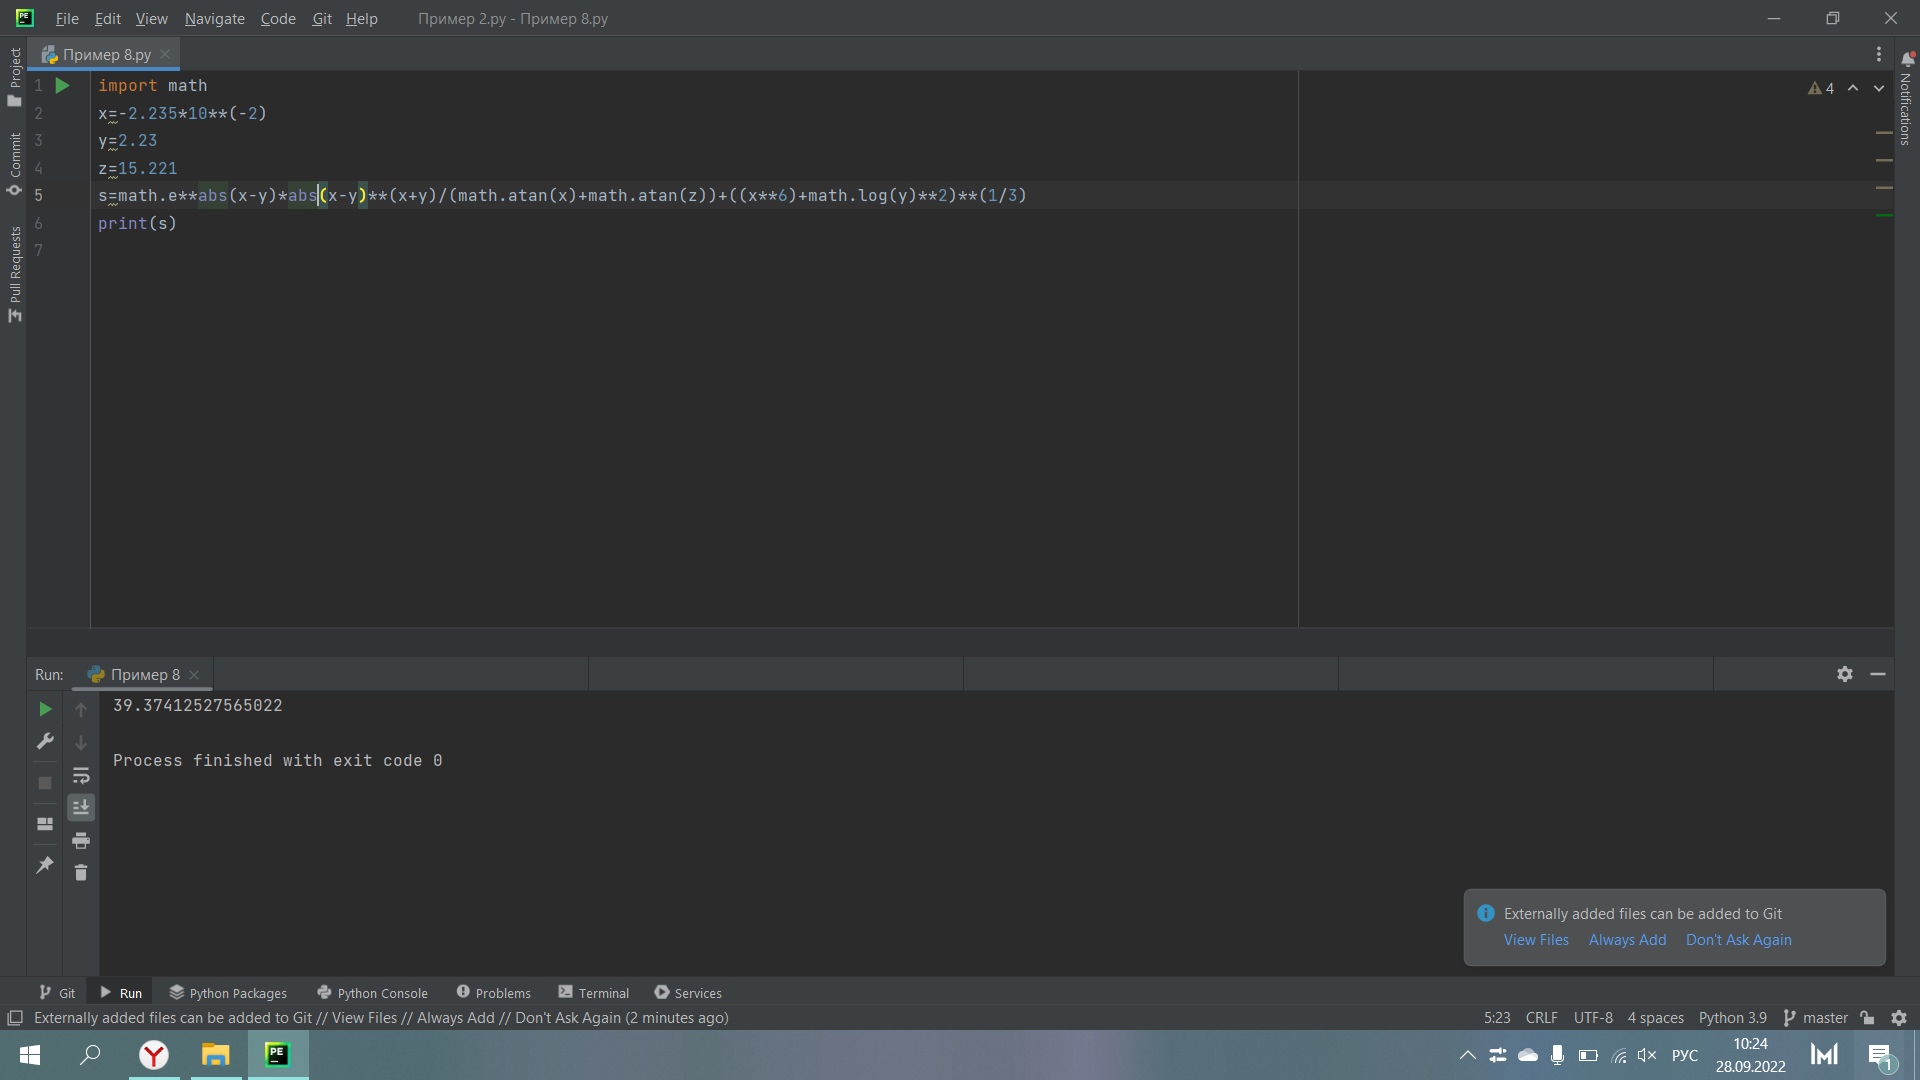 File Edit View Navigate Code Git Help Пример 2.py - Пример 8.py
Пример 8.py
Project
Commit
Pull Requests
Notifications
4
1 import math
2 x=-2.235*10**(-2)
3 y=2.23
4 z=15.221
5 s=math.e**abs(x-y)*abs(x-y)**(x+y)/(math.atan(x)+math.atan(z))+((x**6)+math.log(y)**2)**(1/3)
6 print(s)
7
Run: Пример 8
39.37412527565022
Process finished with exit code 0
Externally added files can be added to Git
View Files Always Add Don't Ask Again
Git Run Python Packages Python Console Problems Terminal Services
Externally added files can be added to Git // View Files // Always Add // Don't Ask Again (2 minutes ago) 5:23 CRLF UTF-8 4 spaces Python 3.9 master
PE
РУС
10:24
28.09.2022
1